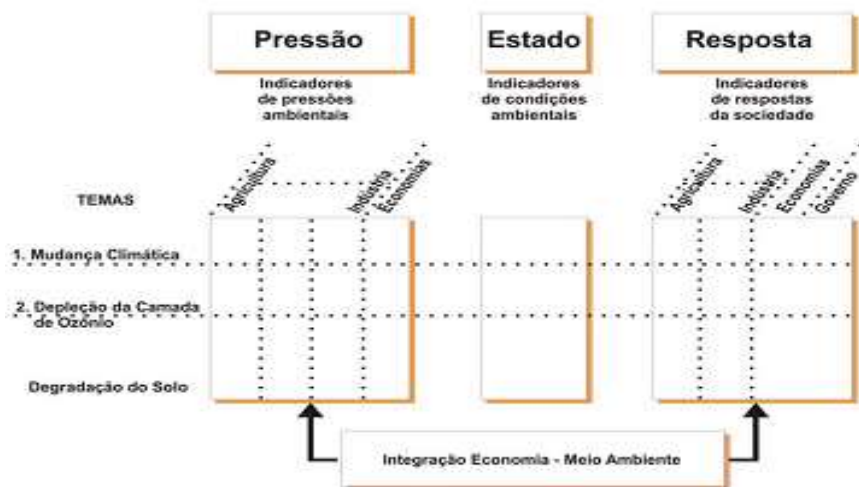 Pressão
Estado
Resposta
Indicadores
de pressões
ambientais
Indicadores
de condições
ambientais
Indicadores
de respostas
da sociedade
TEMAS
Agricultura
Indústria
Economias
Agricultura
Indústria
Economias
Governo
1. Mudança Climática
2. Depleção da Camada
de Ozônio
Degradação do Solo
Integração Economia - Meio Ambiente